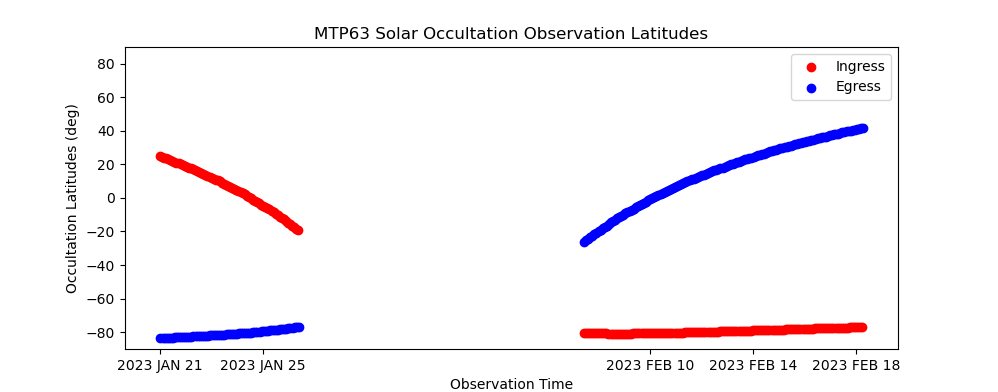 MTP63 Solar Occultation Observation Latitudes
Occultation Latitudes (deg)
80
60
40
20
0
−20
−40
−60
−80
Ingress
Egress
2023 JAN 21 2023 JAN 25 2023 FEB 10 2023 FEB 14 2023 FEB 18
Observation Time